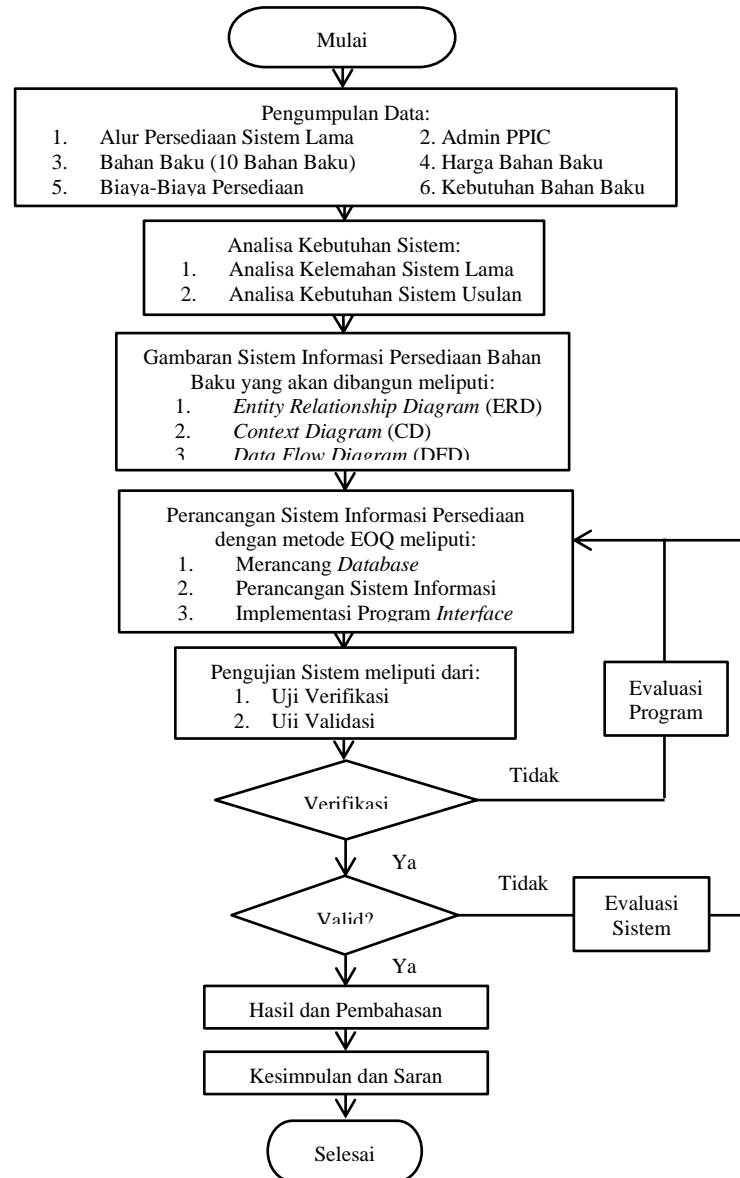 Mulai
Pengumpulan Data:
1. Alur Persediaan Sistem Lama 2. Admin PPIC
3. Bahan Baku (10 Bahan Baku) 4. Harga Bahan Baku
5. Biaya-Biaya Persediaan 6. Kebutuhan Bahan Baku
Analisa Kebutuhan Sistem:
1. Analisa Kelemahan Sistem Lama
2. Analisa Kebutuhan Sistem Usulan
Gambaran Sistem Informasi Persediaan Bahan
Baku yang akan dibangun meliputi:
1. Entity Relationship Diagram (ERD)
2. Context Diagram (CD)
3. Data Flow Diagram (DFD)
Perancangan Sistem Informasi Persediaan
dengan metode EOQ meliputi:
1. Merancang Database
2. Perancangan Sistem Informasi
3. Implementasi Program Interface
Pengujian Sistem meliputi dari:
1. Uji Verifikasi
2. Uji Validasi
Evaluasi
Program
Verifikasi
Tidak
Ya
Valid?
Tidak
Evaluasi
Sistem
Ya
Hasil dan Pembahasan
Kesimpulan dan Saran
Selesai